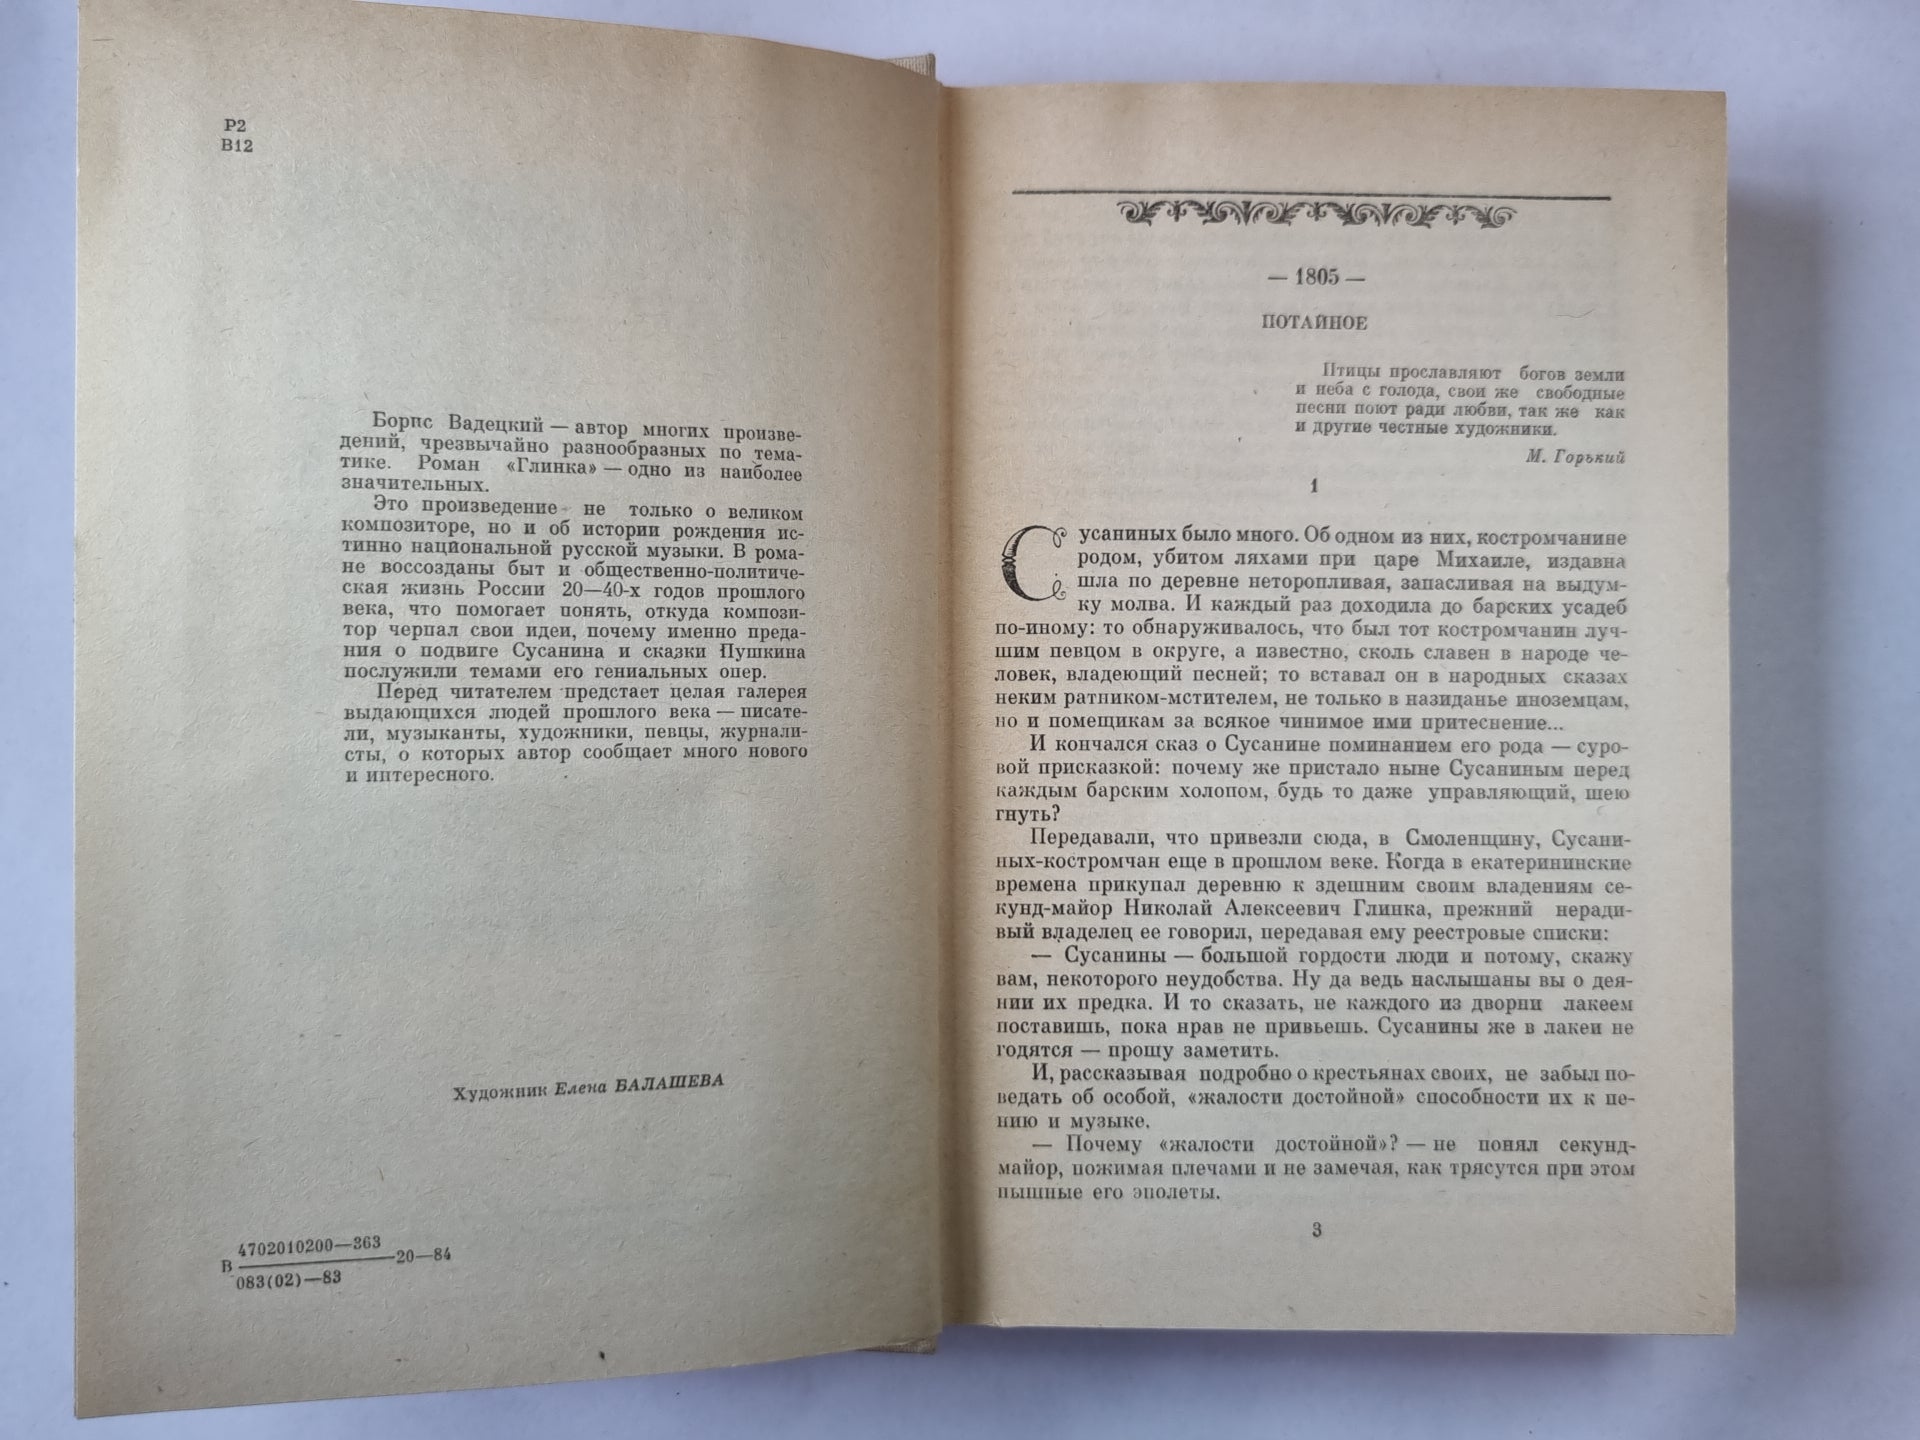 Р2
В12
Борис Вадецкий — автор многих произве-
дений, чрезвычайно разнообразных по тема-
тике. Роман «Глинка» — одно из наиболее
значительных.
Это произведение не только о великом
композиторе, но и об истории рождения ис-
тинно национальной русской музыки. В рома-
не воссозданы быт и общественно-политиче-
ская жизнь России 20—40-х годов прошлого
века, что помогает понять, откуда компози-
тор черпал свои идеи, почему именно преда-
ния о подвиге Сусанина и сказки Пушкина
послужили темами его гениальных опер.
Перед читателем предстает целая галерея
выдающихся людей прошлого века — писате-
ли, музыканты, художники, певцы, журнали-
сты, о которых автор сообщает много нового
и интересного.
Художник Елена БАЛАШЕВА
В 4702010200—363
083(02)—83
20—84
— 1805 —
ПОТАЙНОЕ
Птицы прославляют богов земли
и неба с голода, свои же свободные
песни поют ради любви, так же как
и другие честные художники.
М. Горький
1
Сусаниных было много. Об одном из них, костромчанине
родом, убитом ляхами при царе Михаиле, издавна
шла по деревне неторопливая, запасливая на выдум-
ку молва. И каждый раз доходила до барских усадеб
по-иному: то обнаруживалось, что был тот костромчанин луч-
шим певцом в округе, а известно, сколь славен в народе че-
ловек, владеющий песней; то вставал он в народных сказах
неким ратником-мстителем, не только в назиданье иноземцам,
но и помещикам за всякое чинимое ими притеснение...
И кончался сказ о Сусанине поминанием его рода — суро-
вой присказкой: почему же пристало ныне Сусаниным перед
каждым барским холопом, будь то даже управляющий, шею
гнуть?
Передавали, что привезли сюда, в Смоленщину, Сусани-
ных-костромчан еще в прошлом веке. Когда в екатерининские
времена прикупал деревню к здешним своим владениям се-
кунд-майор Николай Алексеевич Глинка, прежний неради-
вый владелец ее говорил, передавая ему реестровые списки:
— Сусанины — большой гордости люди и потому, скажу
вам, некоторого неудобства. Ну да ведь наслышаны вы о дея-
нии их предка. И то сказать, не каждого из дворни лакеем
поставишь, пока нрав не привьешь. Сусанины же в лакеи не
годятся — прошу заметить.
И, рассказывая подробно о крестьянах своих, не забыл по-
ведать об особой, «жалости достойной» способности их к пе-
нию и музыке.
— Почему «жалости достойной»? — не понял секунд-
майор, пожимая плечами и не замечая, как трясутся при этом
пышные его эполеты.
3